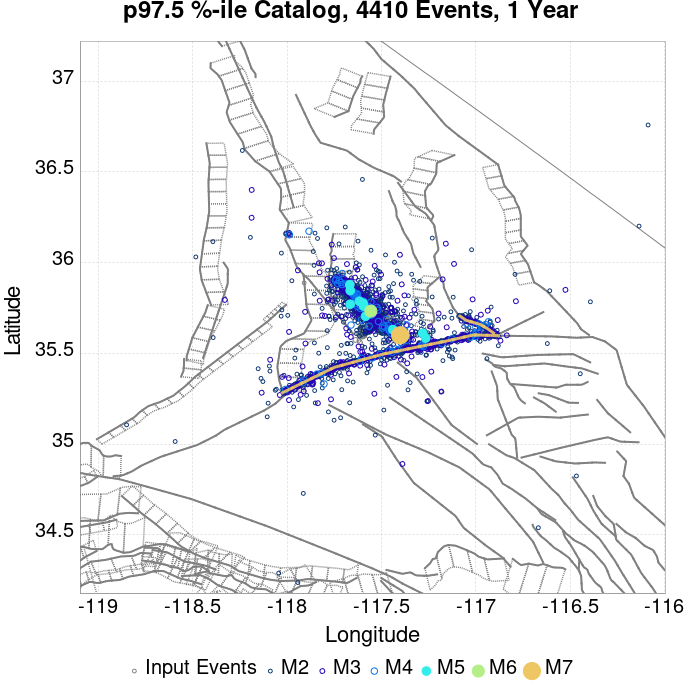 p97.5 %-ile Catalog, 4410 Events, 1 Year
37
36.5
36
35.5
35
34.5
Latitude
-119 -118.5 -118 -117.5 -117 -116.5 -116
Longitude
Input Events M2 M3 M4 M5 M6 M7